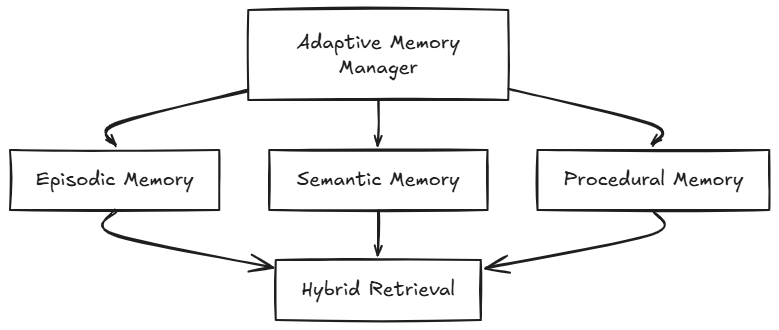 Adaptive Memory
Manager
Episodic Memory
Semantic Memory
Procedural Memory
Hybrid Retrieval